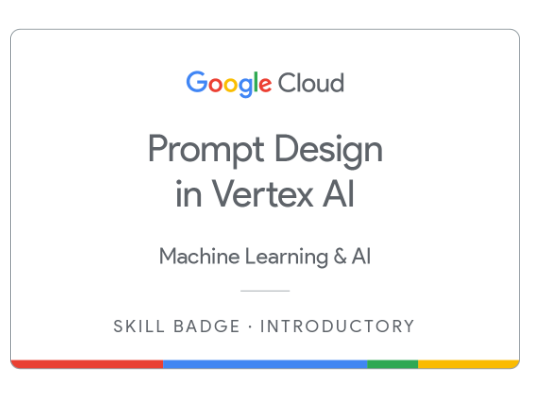 Google Cloud
Prompt Design
in Vertex AI
Machine Learning & AI
SKILL BADGE · INTRODUCTORY